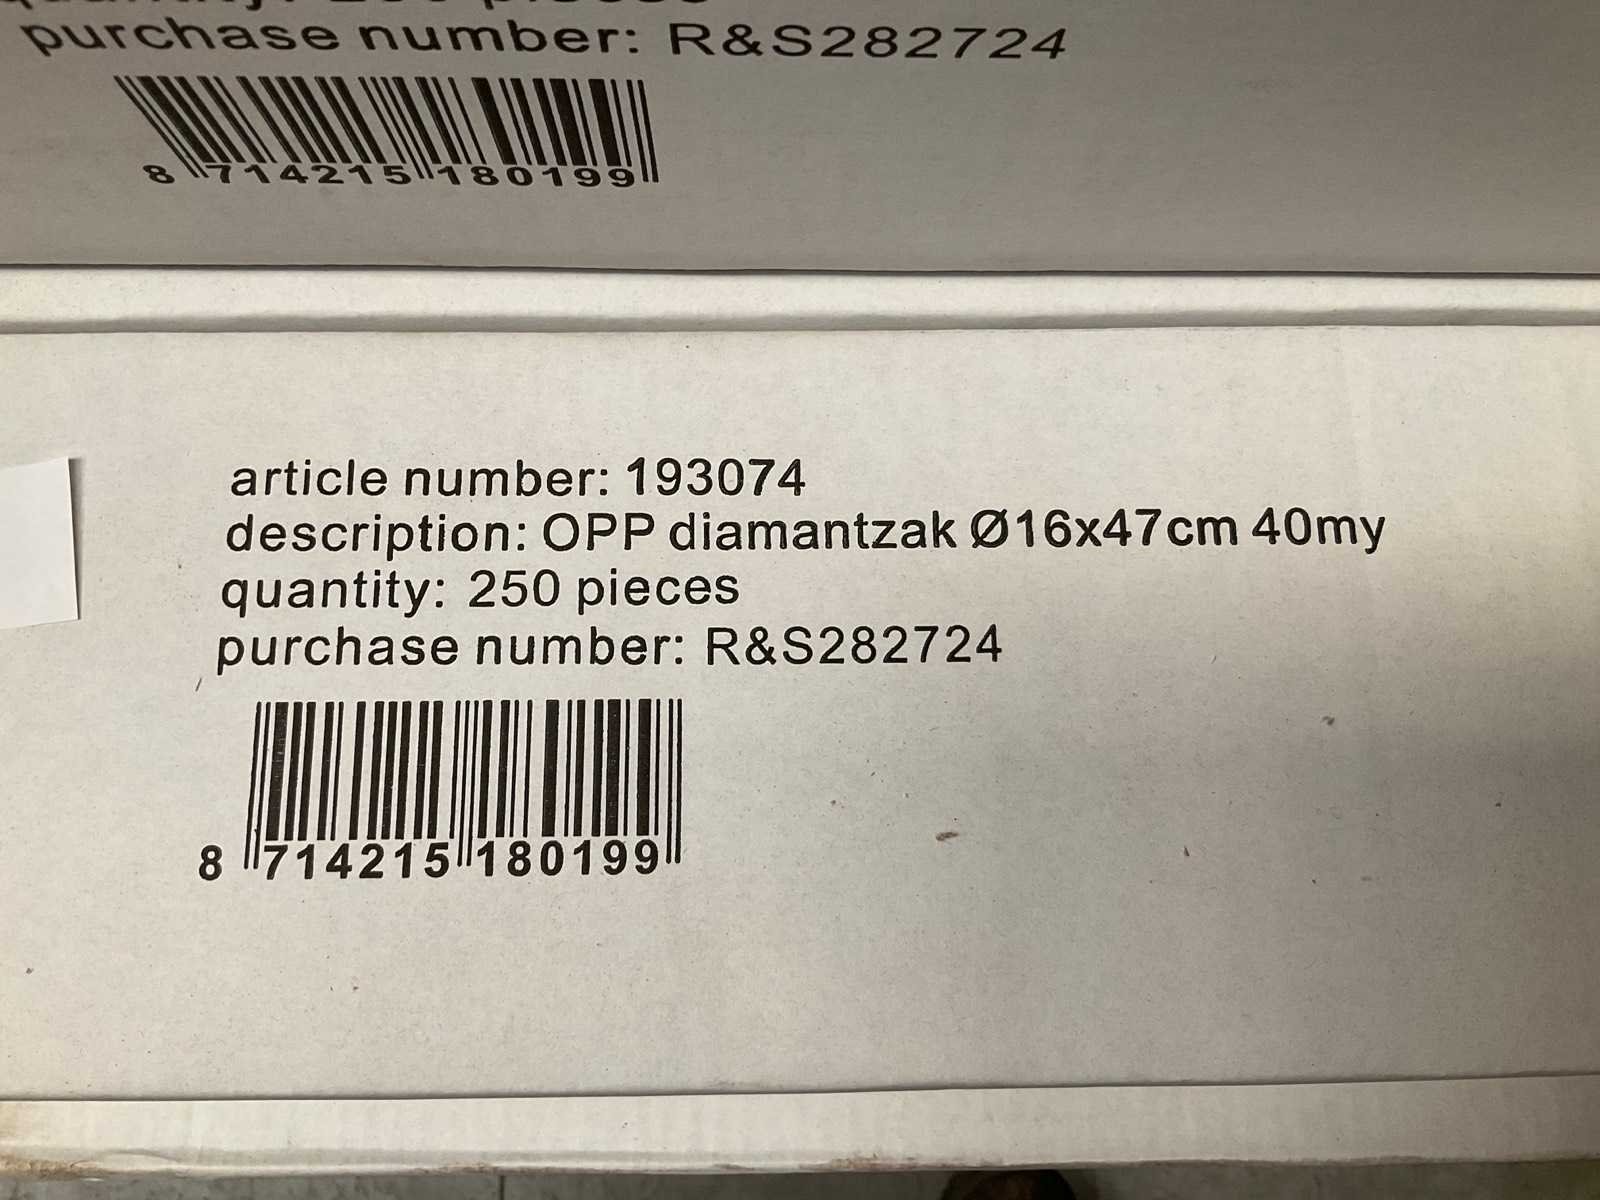 purchase number: R&S282724
8 714215 180199
article number: 193074
description: OPP diamantzak Ø16x47cm 40my
quantity: 250 pieces
purchase number: R&S282724
8 714215 180199